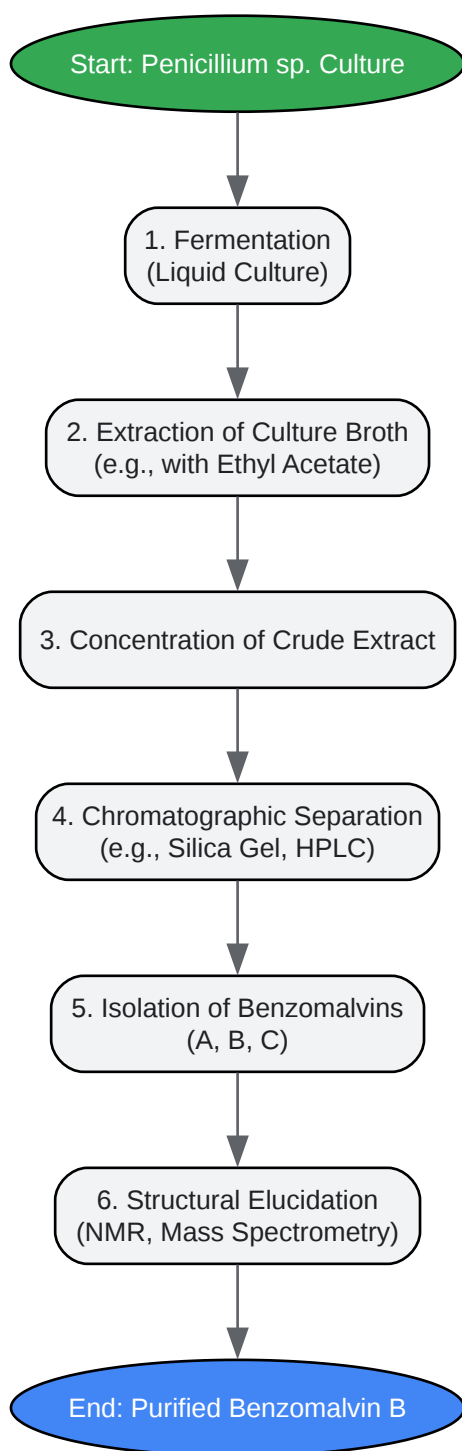 Start: Penicillium sp. Culture
1. Fermentation
(Liquid Culture)
2. Extraction of Culture Broth
(e.g., with Ethyl Acetate)
3. Concentration of Crude Extract
4. Chromatographic Separation
(e.g., Silica Gel, HPLC)
5. Isolation of Benzomalvins
(A, B, C)
6. Structural Elucidation
(NMR, Mass Spectrometry)
End: Purified Benzomalvin B